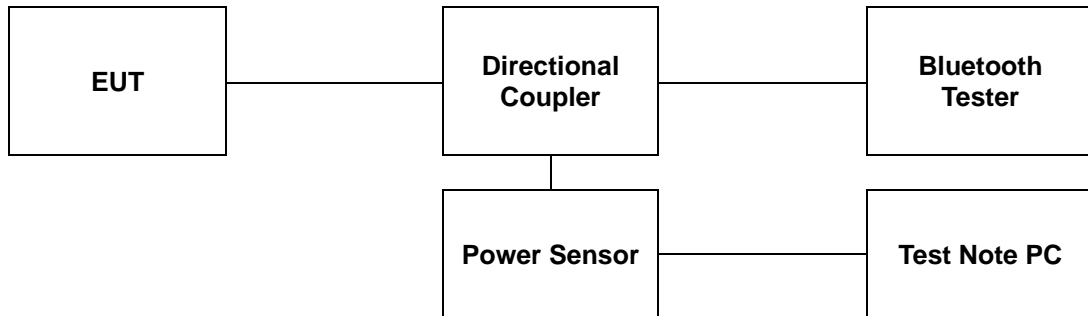 EUT
Directional
Coupler
Bluetooth
Tester
Power Sensor
Test Note PC